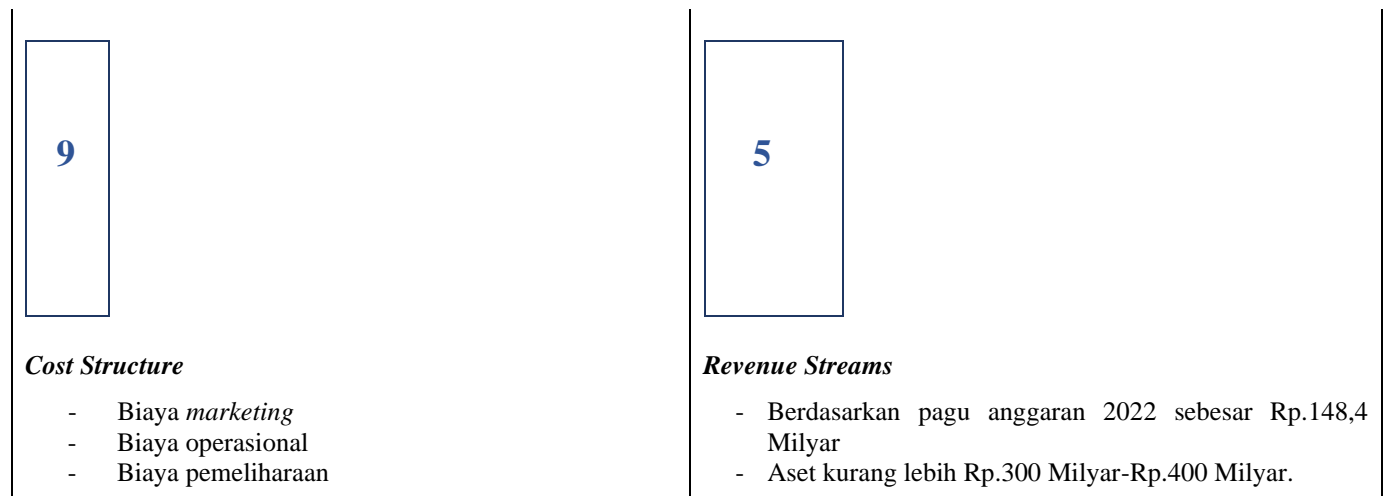 9
Cost Structure
- Biaya marketing
- Biaya operasional
- Biaya pemeliharaan
5
Revenue Streams
- Berdasarkan pagu anggaran 2022 sebesar Rp.148,4
Milyar
- Aset kurang lebih Rp.300 Milyar-Rp.400 Milyar.